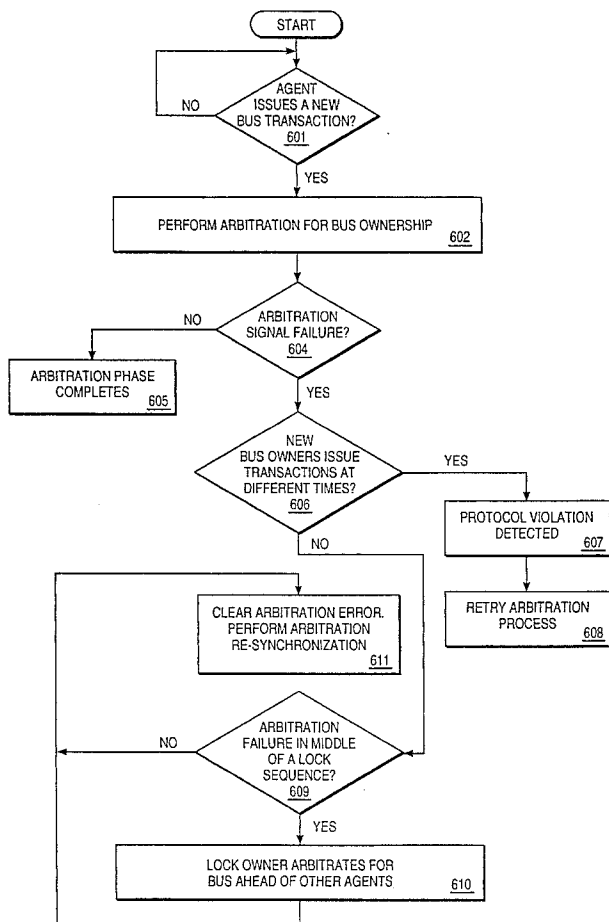 START
AGENT
ISSUES A NEW
BUS TRANSACTION?
601
NO
YES
PERFORM ARBITRATION FOR BUS OWNERSHIP
602
ARBITRATION
SIGNAL FAILURE?
604
NO
ARBITRATION PHASE
COMPLETES
605
YES
NEW
BUS OWNERS ISSUE
TRANSACTIONS AT
DIFFERENT TIMES?
606
YES
PROTOCOL VIOLATION
DETECTED
607
NO
RETRY ARBITRATION
PROCESS
608
CLEAR ARBITRATION ERROR.
PERFORM ARBITRATION
RE-SYNCHRONIZATION
611
ARBITRATION
FAILURE IN MIDDLE
OF A LOCK
SEQUENCE?
609
NO
YES
LOCK OWNER ARBITRATES FOR
BUS AHEAD OF OTHER AGENTS
610